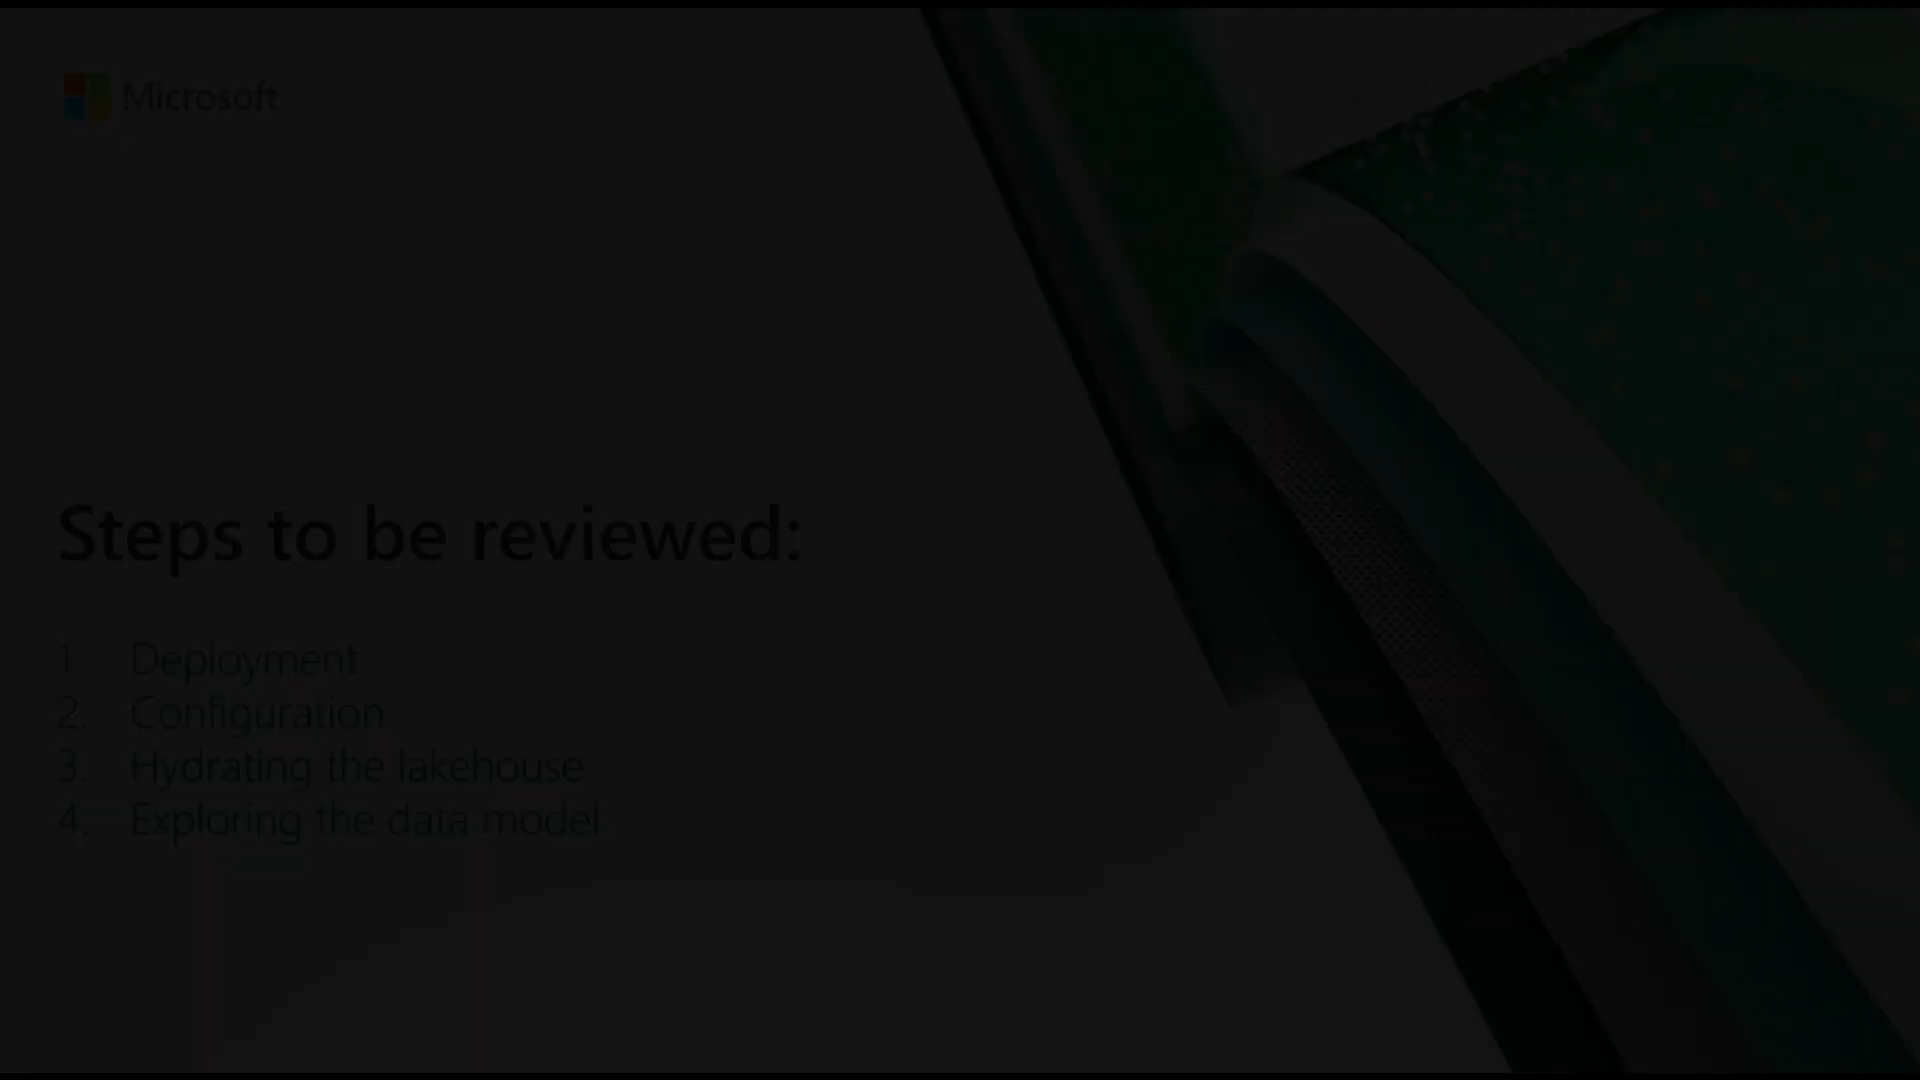 Microsoft
Steps to be reviewed:
1. Deployment
2. Configuration
3. Hydrating the lakehouse
4. Exploring the data model